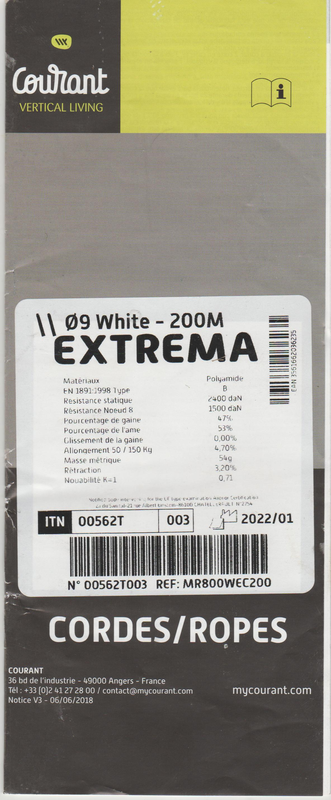 Courant
VERTICAL LIVING
i
\\ Ø9 White - 200M
EXTREMA
Matériaux Polyamide
EN 1891:1998 Type B
Résistance statique 2400 daN
Résistance Noeud 8 1500 daN
Pourcentage de gaine 47%
Pourcentage de l'ame 53%
Glissement de la gaine 0,00%
Allongement 50 / 150 Kg 4,70%
Masse métrique 54g
Rétraction 3,20%
Nouabilité K=1 0,71
ITN 00562T 003 2022/01
N° 00562T003 REF: MR800WEC200
CORDES/ROPES
COURANT
36 bd de l'industrie - 49000 Angers - France
Tél : +33 (0)2 41 27 28 00 / contact@mycourant.com
mycourant.com
Notice V3 - 06/06/2018